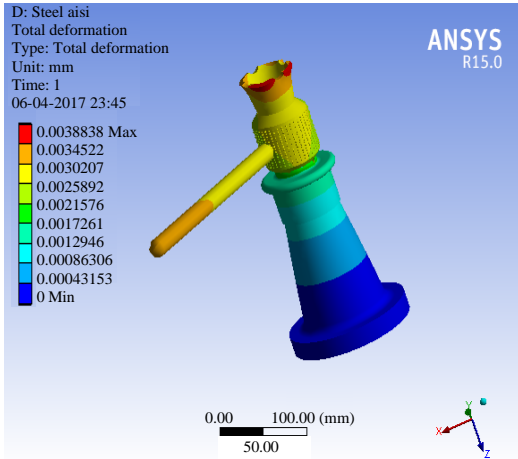 D: Steel aisi
Total deformation
Type: Total deformation
Unit: mm
Time: 1
06-04-2017 23:45
ANSYS
R15.0
0.0038838 Max
0.0034522
0.0030207
0.0025892
0.0021576
0.0017261
0.0012946
0.00086306
0.00043153
0 Min
0.00 100.00 (mm)
50.00
Y
X
Z